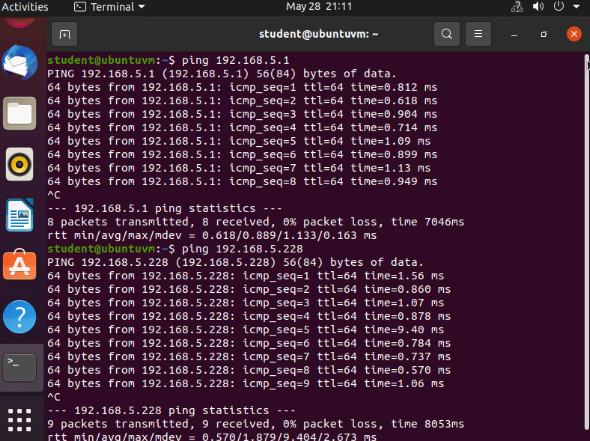 Activities Terminal May 28 21:11
student@ubuntuvm: ~
student@ubuntuvm:~$ ping 192.168.5.1
PING 192.168.5.1 (192.168.5.1) 56(84) bytes of data.
64 bytes from 192.168.5.1: icmp_seq=1 ttl=64 time=0.812 ms
64 bytes from 192.168.5.1: icmp_seq=2 ttl=64 time=0.618 ms
64 bytes from 192.168.5.1: icmp_seq=3 ttl=64 time=0.904 ms
64 bytes from 192.168.5.1: icmp_seq=4 ttl=64 time=0.714 ms
64 bytes from 192.168.5.1: icmp_seq=5 ttl=64 time=1.09 ms
64 bytes from 192.168.5.1: icmp_seq=6 ttl=64 time=0.899 ms
64 bytes from 192.168.5.1: icmp_seq=7 ttl=64 time=1.13 ms
64 bytes from 192.168.5.1: icmp_seq=8 ttl=64 time=0.949 ms
^C
--- 192.168.5.1 ping statistics ---
8 packets transmitted, 8 received, 0% packet loss, time 7046ms
rtt min/avg/max/mdev = 0.618/0.889/1.133/0.163 ms
student@ubuntuvm:~$ ping 192.168.5.228
PING 192.168.5.228 (192.168.5.228) 56(84) bytes of data.
64 bytes from 192.168.5.228: icmp_seq=1 ttl=64 time=1.56 ms
64 bytes from 192.168.5.228: icmp_seq=2 ttl=64 time=0.860 ms
64 bytes from 192.168.5.228: icmp_seq=3 ttl=64 time=1.07 ms
64 bytes from 192.168.5.228: icmp_seq=4 ttl=64 time=0.878 ms
64 bytes from 192.168.5.228: icmp_seq=5 ttl=64 time=9.40 ms
64 bytes from 192.168.5.228: icmp_seq=6 ttl=64 time=0.784 ms
64 bytes from 192.168.5.228: icmp_seq=7 ttl=64 time=0.737 ms
64 bytes from 192.168.5.228: icmp_seq=8 ttl=64 time=0.570 ms
64 bytes from 192.168.5.228: icmp_seq=9 ttl=64 time=1.06 ms
^C
--- 192.168.5.228 ping statistics ---
9 packets transmitted, 9 received, 0% packet loss, time 8053ms
rtt min/avg/max/mdev = 0.570/1.879/9.404/2.673 ms